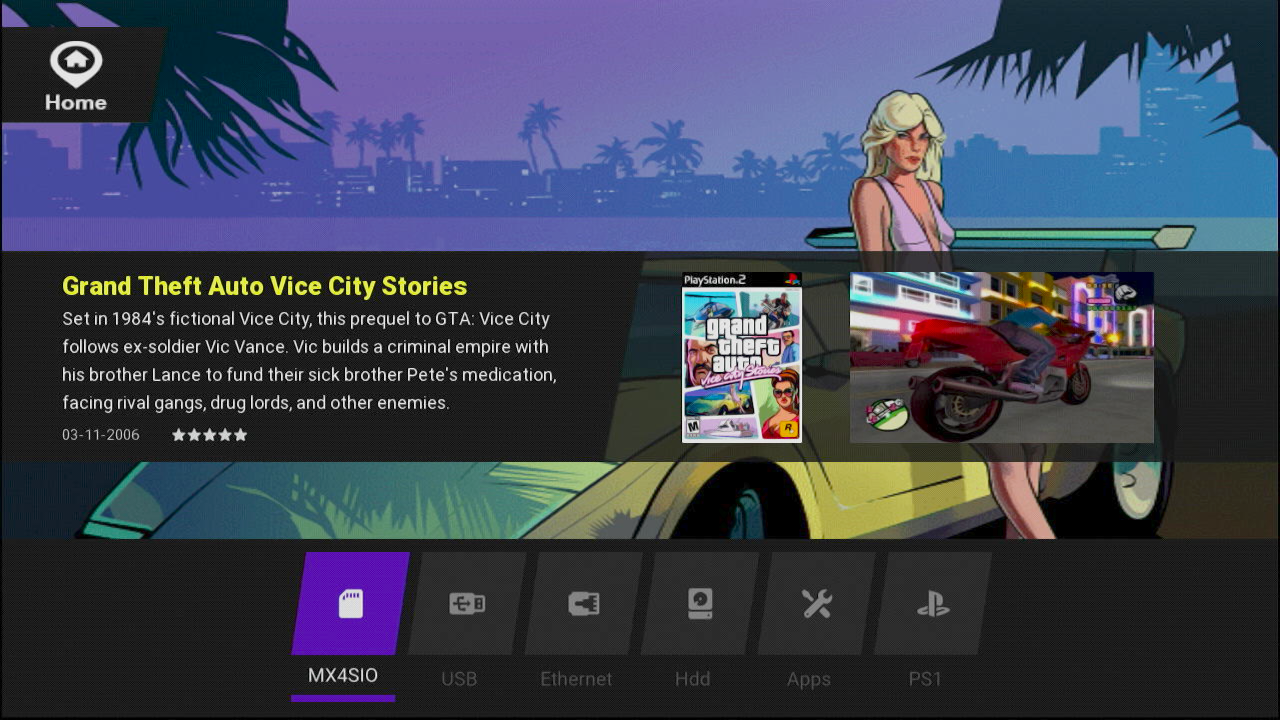 Home
Grand Theft Auto Vice City Stories
Set in 1984's fictional Vice City, this prequel to GTA: Vice City
follows ex-soldier Vic Vance. Vic builds a criminal empire with
his brother Lance to fund their sick brother Pete's medication,
facing rival gangs, drug lords, and other enemies.
03-11-2006
PlayStation.2
grand
theft
auto
Vice City Stories
M
R
MX4SIO
USB
Ethernet
Hdd
Apps
PS1